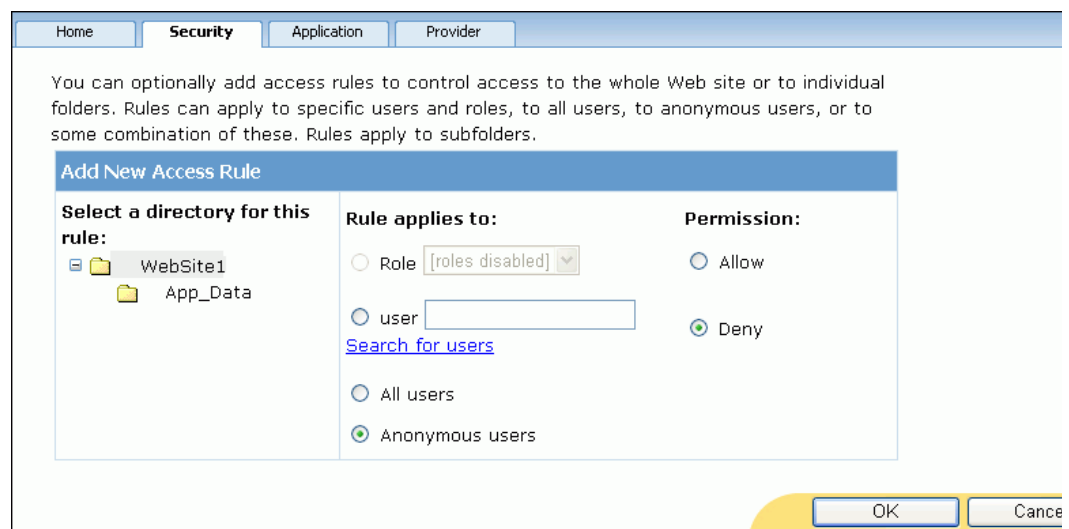 Home
Security
Application
Provider
You can optionally add access rules to control access to the whole Web site or to individual
folders. Rules can apply to specific users and roles, to all users, to anonymous users, or to
some combination of these. Rules apply to subfolders.
Add New Access Rule
Select a directory for this
rule:
WebSite1
App_Data
Rule applies to:
Role [roles disabled]
user
Search for users
All users
Anonymous users
Permission:
Allow
Deny
OK
Cance